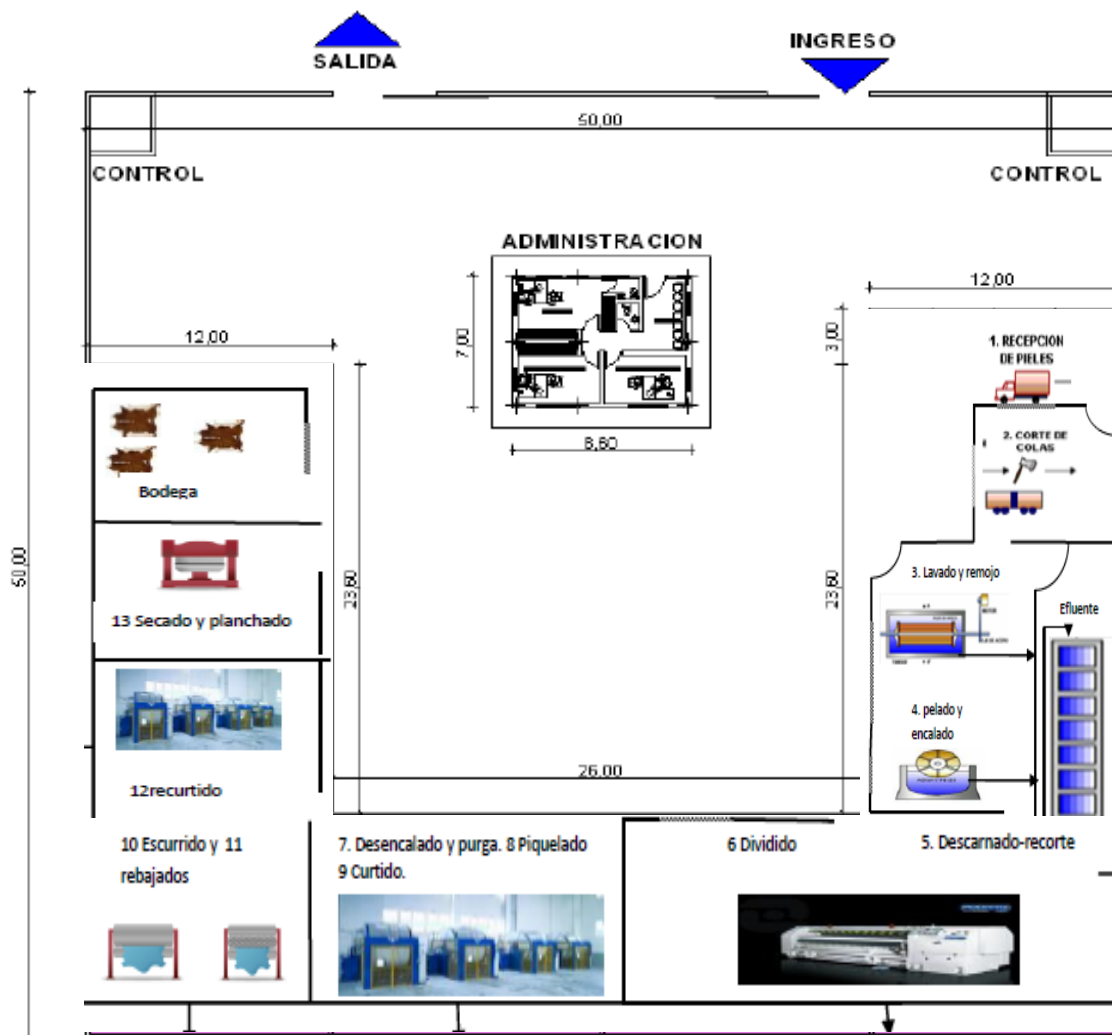 SALIDA
INGRESO
50,00
CONTROL
CONTROL
ADMINISTRACION
12,00
12,00
7,00
3,00
1. RECEPCION
DE PIELES
2. CORTE DE
COLAS
8,60
Bodega
50,00
23,60
23,60
3. Lavado y remojo
Efluente
13 Secado y planchado
4. pelado y
encalado
26,00
12recurtido
10 Escurrido y 11
rebajados
7. Desencalado y purga. 8 Piquelado
9 Curtido.
6 Dividido
5. Descarnado-recorte